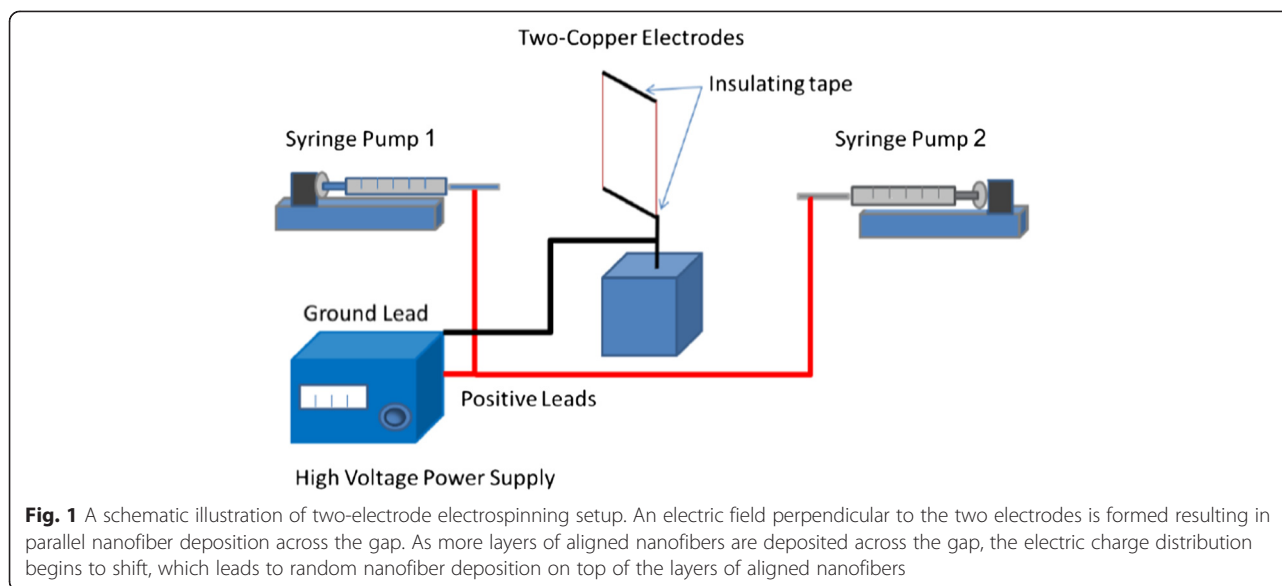 Two-Copper Electrodes
Insulating tape
Syringe Pump 1
Syringe Pump 2
Ground Lead
Positive Leads
High Voltage Power Supply
Fig. 1 A schematic illustration of two-electrode electrospinning setup. An electric field perpendicular to the two electrodes is formed resulting in
parallel nanofiber deposition across the gap. As more layers of aligned nanofibers are deposited across the gap, the electric charge distribution
begins to shift, which leads to random nanofiber deposition on top of the layers of aligned nanofibers